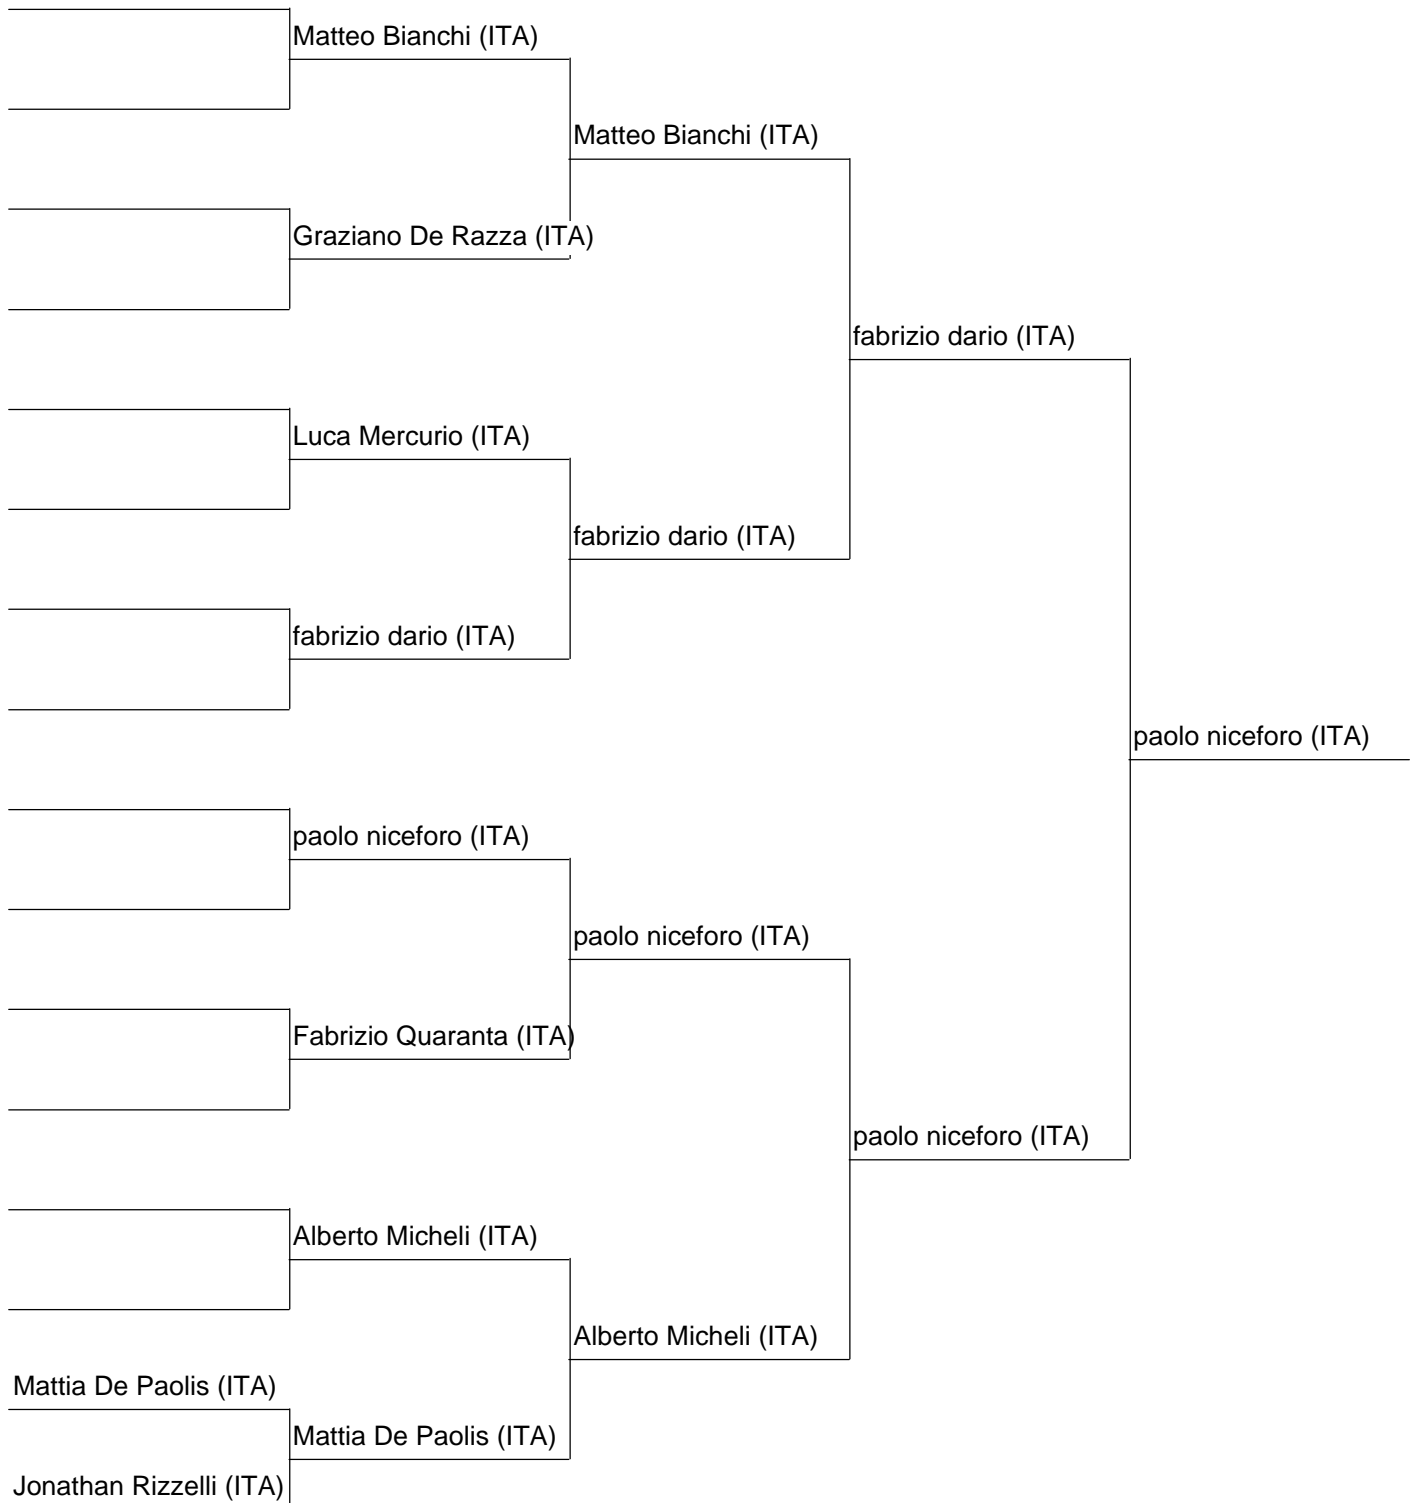 Matteo Bianchi (ITA)
Matteo Bianchi (ITA)
Graziano De Razza (ITA)
fabrizio dario (ITA)
Luca Mercurio (ITA)
fabrizio dario (ITA)
fabrizio dario (ITA)
paolo niceforo (ITA)
paolo niceforo (ITA)
paolo niceforo (ITA)
Fabrizio Quaranta (ITA)
paolo niceforo (ITA)
Alberto Micheli (ITA)
Alberto Micheli (ITA)
Mattia De Paolis (ITA)
Mattia De Paolis (ITA)
Jonathan Rizzelli (ITA)